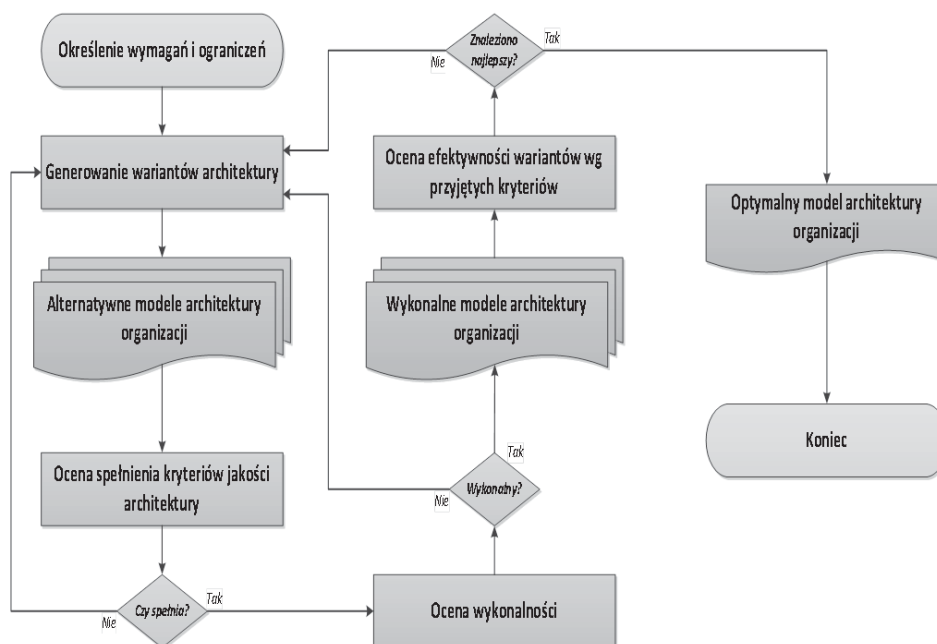 Określenie wymagań i ograniczeń
Generowanie wariantów architektury
Alternatywne modele architektury
organizacji
Ocena spełnienia kryteriów jakości
architektury
Czy spełnia?
Nie
Tak
Ocena wykonalności
Wykonalny?
Nie
Tak
Wykonalne modele architektury
organizacji
Ocena efektywności wariantów wg
przyjętych kryteriów
Znaleziono
najlepszy?
Nie
Tak
Optymalny model architektury
organizacji
Koniec